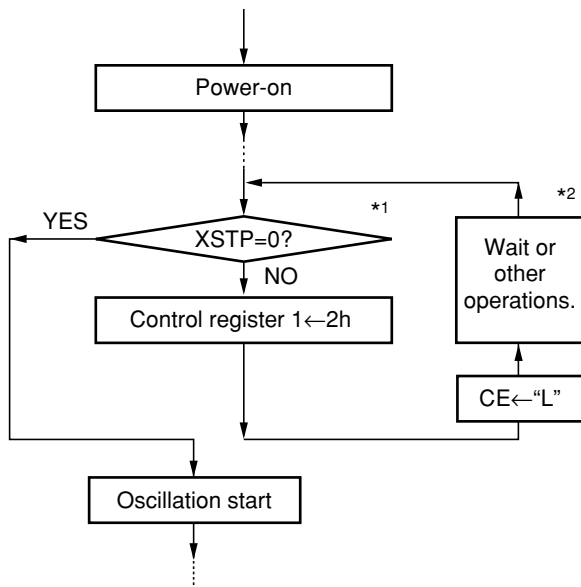 Power-on
*1
*2
YES
XSTP=0?
NO
Wait or
other
operations.
Control register 1←2h
CE←“L”
Oscillation start